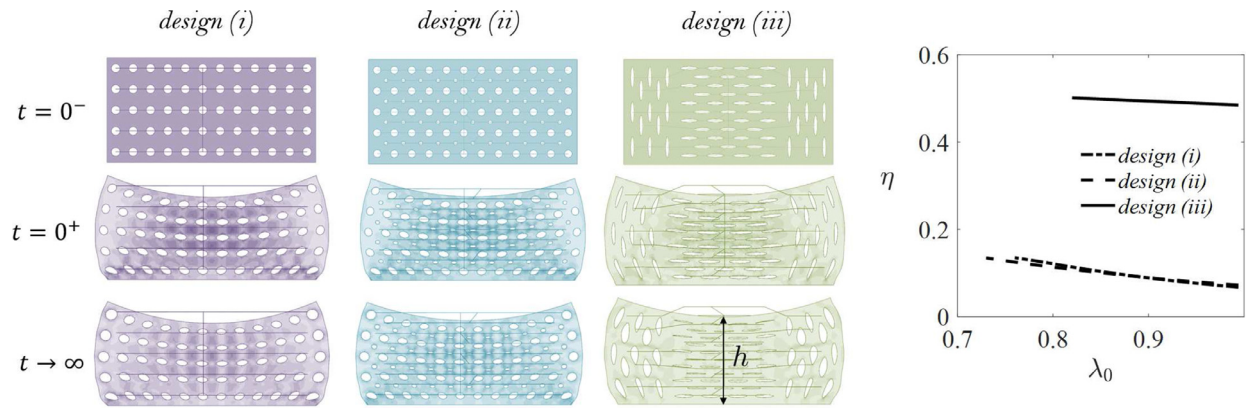 design (i)
design (ii)
design (iii)
t = 0⁻
t = 0⁺
t → ∞
h
0.6
0.4
0.2
0
η
design (i)
design (ii)
design (iii)
0.7
0.8
0.9
λ₀